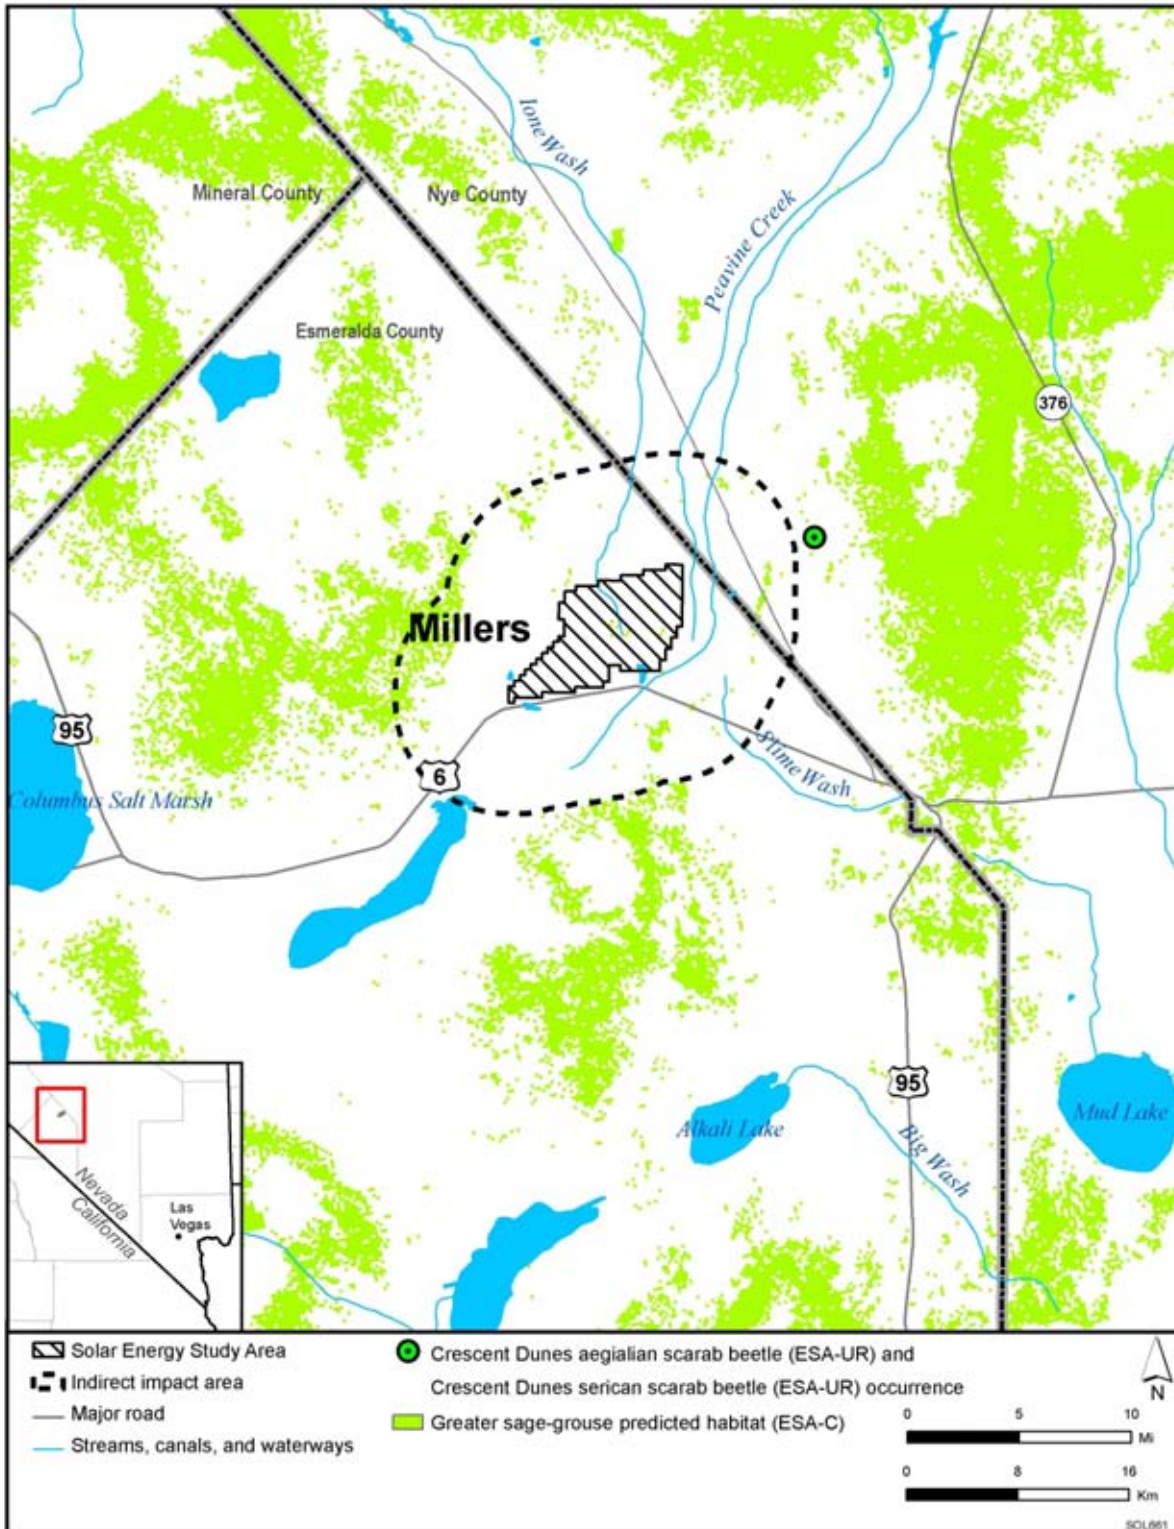 Ione Wash
Mineral County
Nye County
Peavine Creek
Esmeralda County
376
Millers
95
6
Slime Wash
Columbus Salt Marsh
95
Alkali Lake
Big Wash
Mud Lake
Nevada
California
Las
Vegas
Solar Energy Study Area
Indirect impact area
Major road
Streams, canals, and waterways
Crescent Dunes aegialian scarab beetle (ESA-UR) and
Crescent Dunes serican scarab beetle (ESA-UR) occurrence
Greater sage-grouse predicted habitat (ESA-C)
N
0 5 10
Mi
0 8 16
Km
SOL661